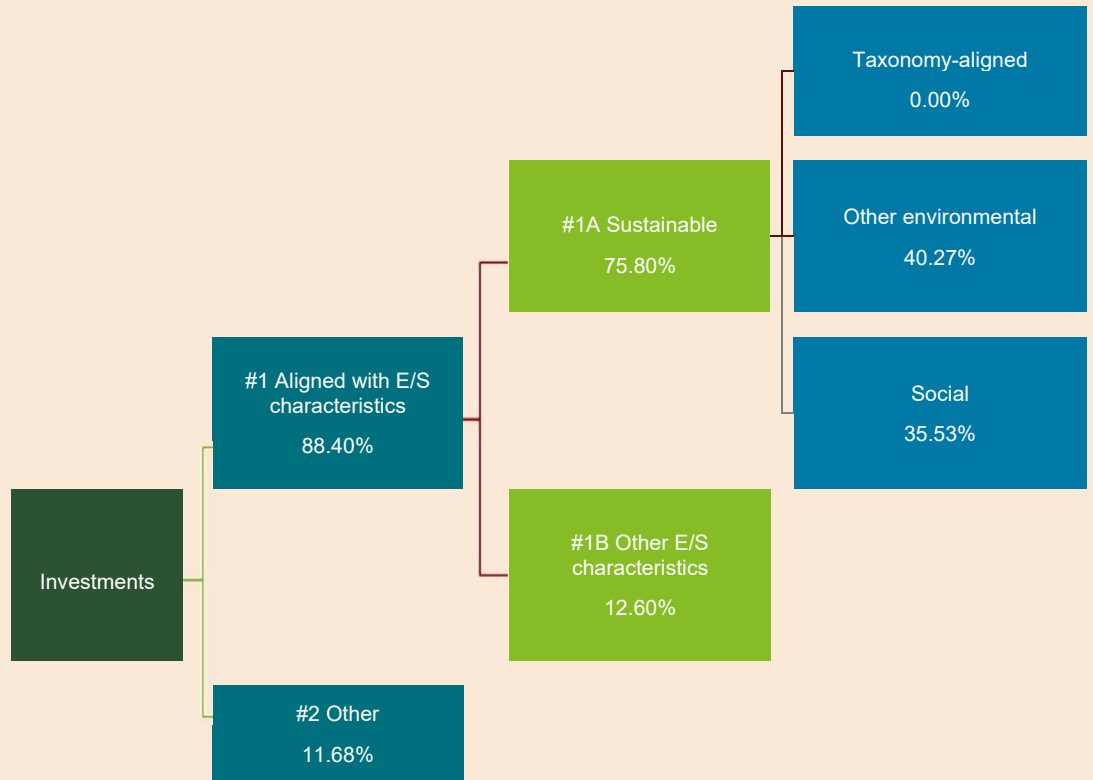 Taxonomy-aligned
0.00%
#1A Sustainable
75.80%
Other environmental
40.27%
#1 Aligned with E/S
characteristics
88.40%
Social
35.53%
Investments
#1B Other E/S
characteristics
12.60%
#2 Other
11.68%